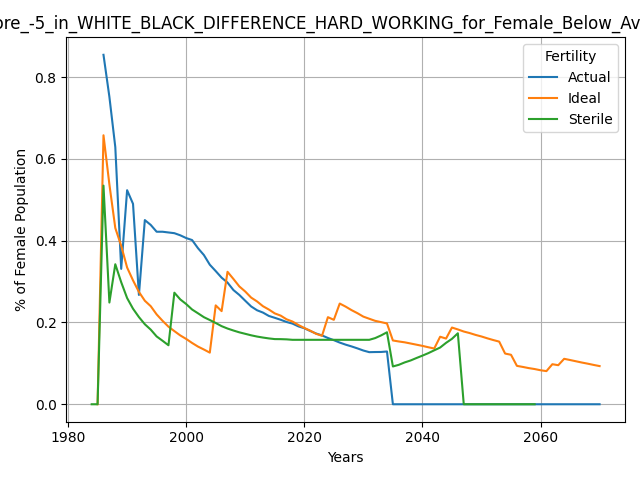 ore_-5_in_WHITE_BLACK_DIFFERENCE_HARD_WORKING_for_Female_Below_Av
Fertility
Actual
Ideal
Sterile
% of Female Population
0.8
0.6
0.4
0.2
0.0
1980 2000 2020 2040 2060
Years